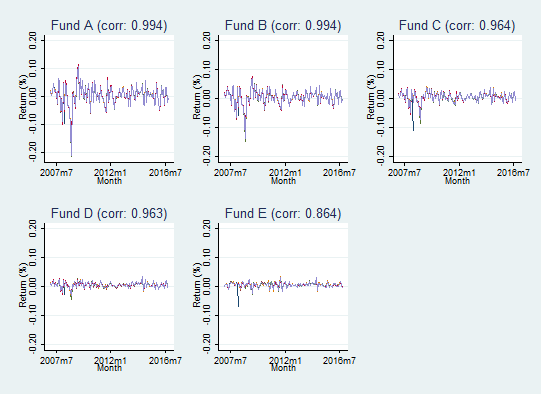 Fund A (corr: 0.994)
Return (%)
0.20
0.10
0.00
-0.10
-0.20
2007m7 2012m1 2016m7
Month
Fund B (corr: 0.994)
Return (%)
0.20
0.10
0.00
-0.10
-0.20
2007m7 2012m1 2016m7
Month
Fund C (corr: 0.964)
Return (%)
0.20
0.10
0.00
-0.10
-0.20
2007m7 2012m1 2016m7
Month
Fund D (corr: 0.963)
Return (%)
0.20
0.10
0.00
-0.10
-0.20
2007m7 2012m1 2016m7
Month
Fund E (corr: 0.864)
Return (%)
0.20
0.10
0.00
-0.10
-0.20
2007m7 2012m1 2016m7
Month